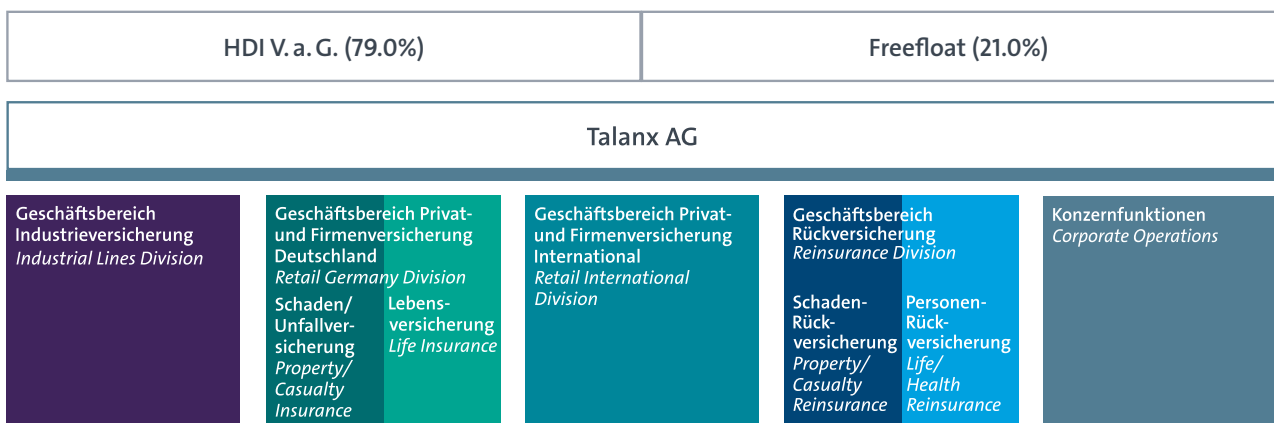 HDI V. a. G. (79.0%)
Freefloat (21.0%)
Talanx AG
Geschäftsbereich
Industrieversicherung
Industrial Lines Division
Geschäftsbereich Privat-
und Firmenversicherung
Deutschland
Retail Germany Division
Schaden/
Unfallver-
sicherung
Property/
Casualty
Insurance
Lebens-
versicherung
Life Insurance
Geschäftsbereich Privat-
und Firmenversicherung
International
Retail International
Division
Geschäftsbereich
Rückversicherung
Reinsurance Division
Schaden-
Rück-
versicherung
Property/
Casualty
Reinsurance
Personen-
Rück-
versicherung
Life/
Health
Reinsurance
Konzernfunktionen
Corporate Operations